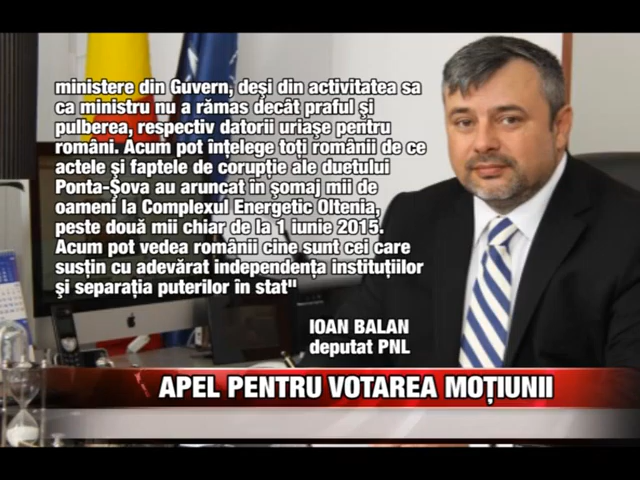 ministere din Guvern, deși din activitatea sa
ca ministru nu a rămas decât praful și
pulberea, respectiv datorii uriașe pentru
români. Acum pot înțelege toți românii de ce
actele și faptele de corupție ale duetului
Ponta-Șova au aruncat în șomaj mii de
oameni la Complexul Energetic Oltenia,
peste două mii chiar de la 1 iunie 2015.
Acum pot vedea românii cine sunt cei care
susțin cu adevărat independența instituțiilor
și separația puterilor în stat"
IOAN BALAN
deputat PNL
APEL PENTRU VOTAREA MOȚIUNII